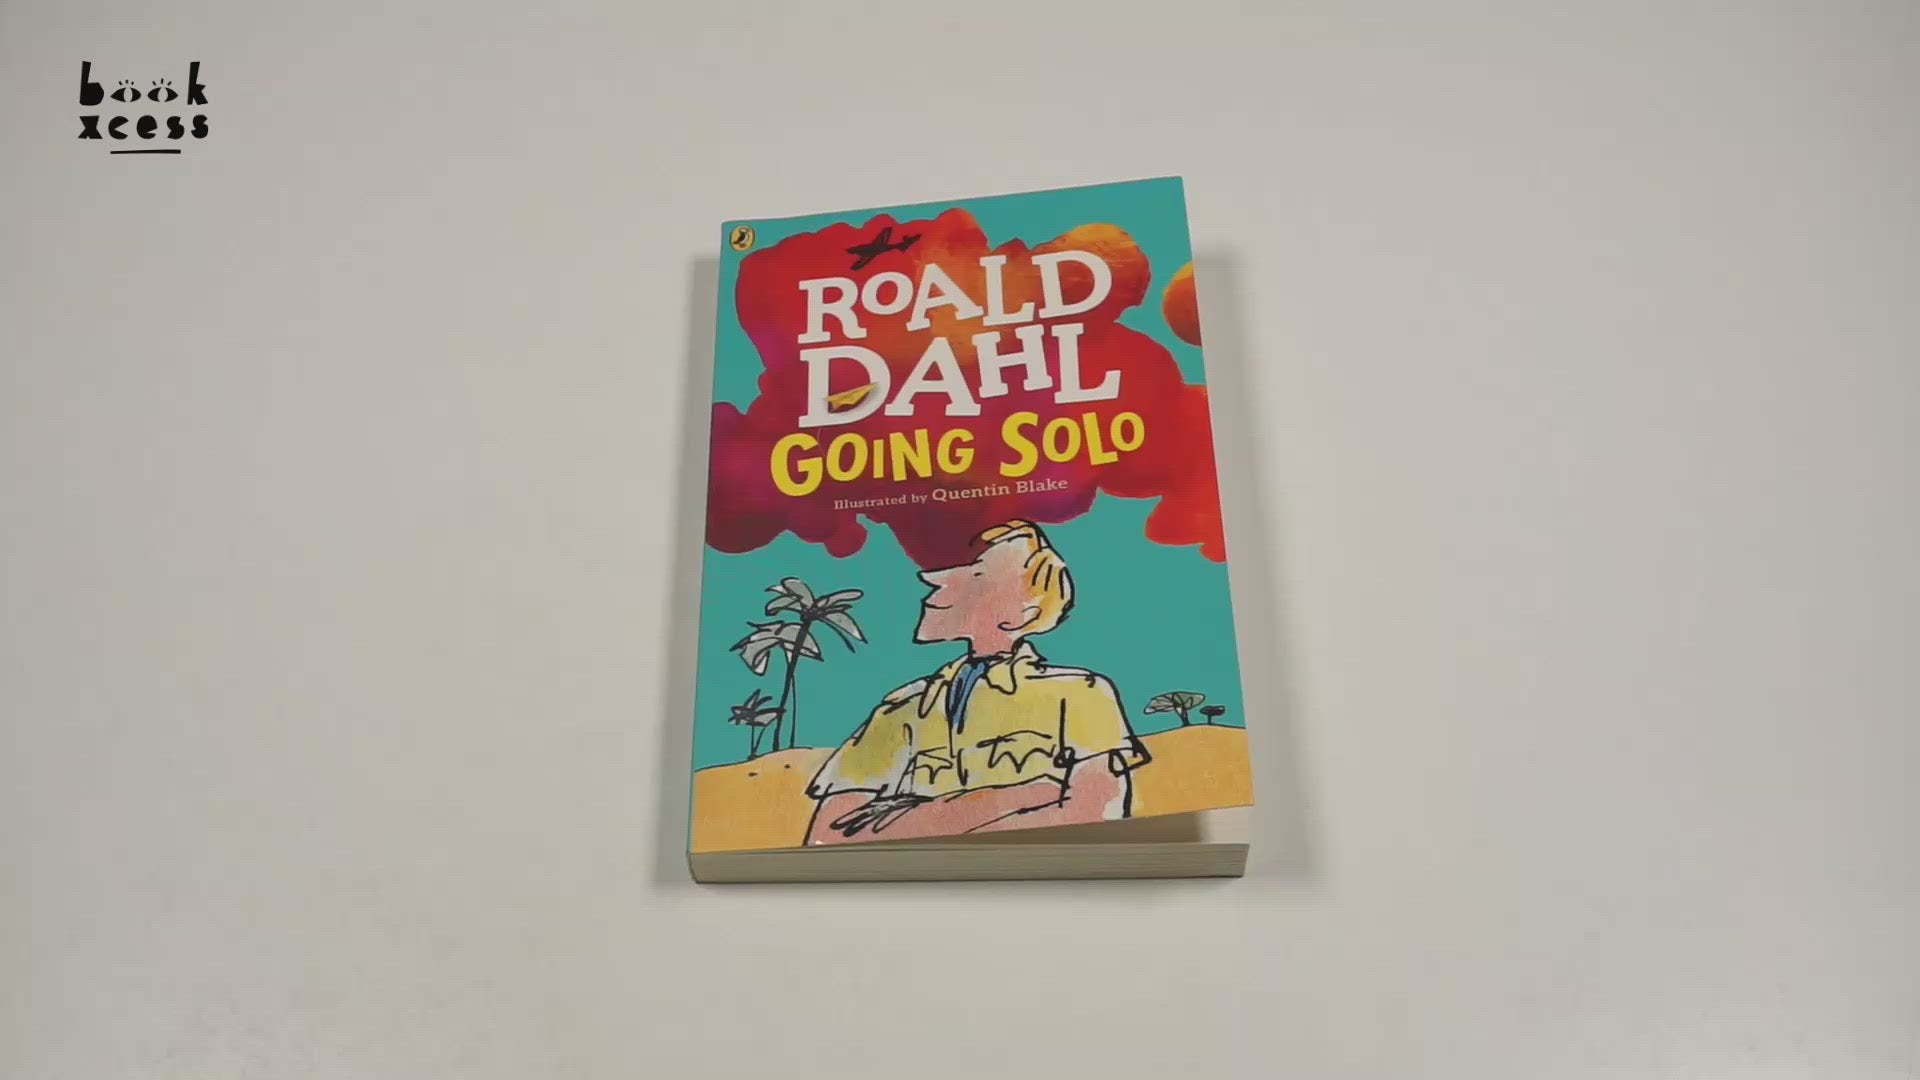 book
xcess
ROALD
DAHL
GOING SOLO
Illustrated by Quentin Blake